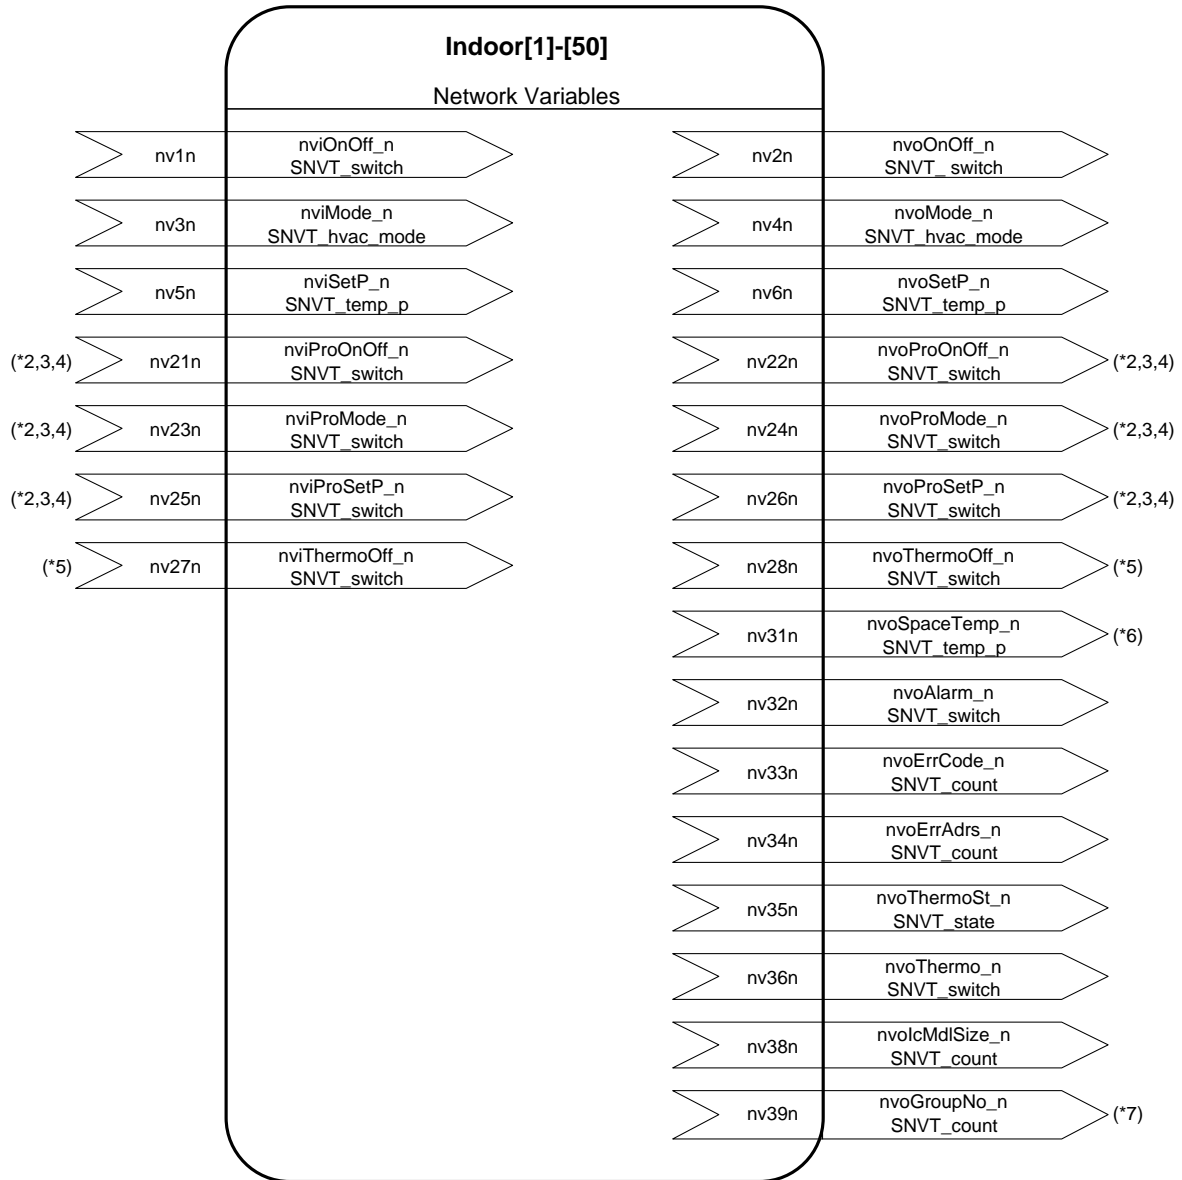 Indoor[1]-[50]
Network Variables
nv1n
nviOnOff_n
SNVT_switch
nv2n
nvoOnOff_n
SNVT_ switch
nv3n
nviMode_n
SNVT_hvac_mode
nv4n
nvoMode_n
SNVT_hvac_mode
nv5n
nviSetP_n
SNVT_temp_p
nv6n
nvoSetP_n
SNVT_temp_p
(*2,3,4)
nv21n
nviProOnOff_n
SNVT_switch
nv22n
nvoProOnOff_n
SNVT_switch
(*2,3,4)
(*2,3,4)
nv23n
nviProMode_n
SNVT_switch
nv24n
nvoProMode_n
SNVT_switch
(*2,3,4)
(*2,3,4)
nv25n
nviProSetP_n
SNVT_switch
nv26n
nvoProSetP_n
SNVT_switch
(*2,3,4)
(*5)
nv27n
nviThermoOff_n
SNVT_switch
nv28n
nvoThermoOff_n
SNVT_switch
(*5)
nv31n
nvoSpaceTemp_n
SNVT_temp_p
(*6)
nv32n
nvoAlarm_n
SNVT_switch
nv33n
nvoErrCode_n
SNVT_count
nv34n
nvoErrAdrs_n
SNVT_count
nv35n
nvoThermoSt_n
SNVT_state
nv36n
nvoThermo_n
SNVT_switch
nv38n
nvoIcMdlSize_n
SNVT_count
nv39n
nvoGroupNo_n
SNVT_count
(*7)